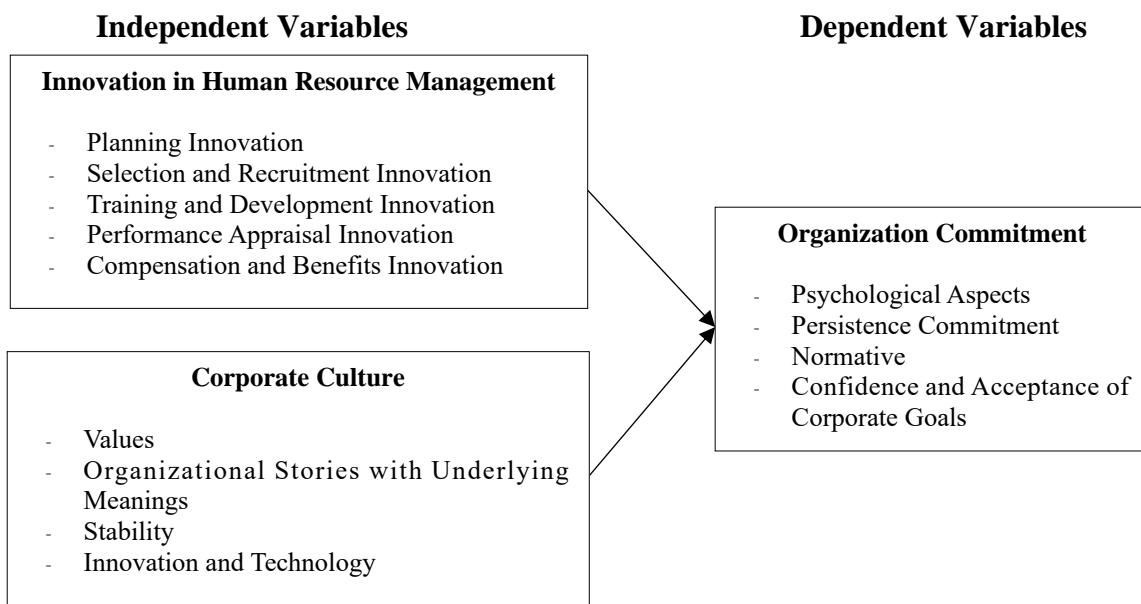 Independent Variables
Dependent Variables
Innovation in Human Resource Management
- Planning Innovation
- Selection and Recruitment Innovation
- Training and Development Innovation
- Performance Appraisal Innovation
- Compensation and Benefits Innovation
Organization Commitment
- Psychological Aspects
- Persistence Commitment
- Normative
- Confidence and Acceptance of
Corporate Goals
Corporate Culture
- Values
- Organizational Stories with Underlying
Meanings
- Stability
- Innovation and Technology